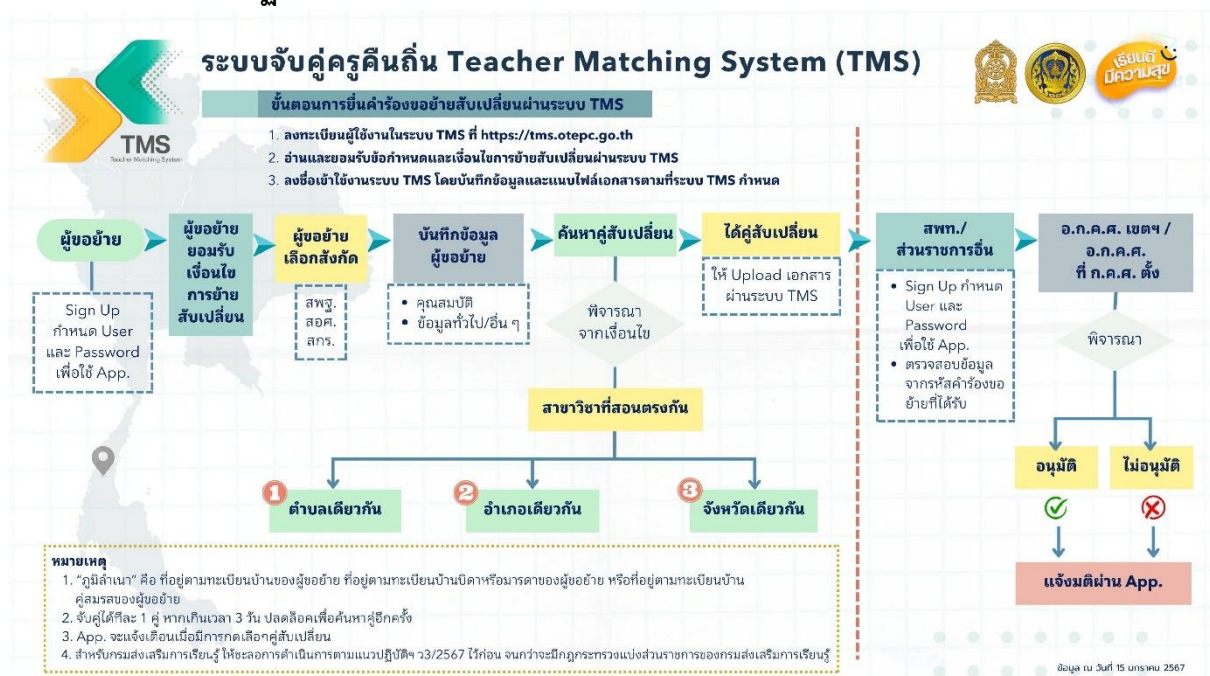 ระบบจับคู่ครูคืนถิ่น Teacher Matching System (TMS)
เรียนดี
มีความสุข
TMS
Teacher Matching System
ขั้นตอนการยื่นคำร้องขอย้ายสับเปลี่ยนผ่านระบบ TMS
1. ลงทะเบียนผู้ใช้งานในระบบ TMS ที่ https://tms.otepc.go.th
2. อ่านและยอมรับข้อกำหนดและเงื่อนไขการย้ายสับเปลี่ยนผ่านระบบ TMS
3. ลงชื่อเข้าใช้งานระบบ TMS โดยบันทึกข้อมูลและแนบไฟล์เอกสารตามที่ระบบ TMS กำหนด
ผู้ขอย้าย
Sign Up
กำหนด User
และ Password
เพื่อใช้ App.
ผู้ขอย้าย
ยอมรับ
เงื่อนไข
การย้าย
สับเปลี่ยน
ผู้ขอย้าย
เลือกสังกัด
สพฐ.
สอศ.
สกร.
บันทึกข้อมูล
ผู้ขอย้าย
• คุณสมบัติ
• ข้อมูลทั่วไป/อื่น ๆ
ค้นหาคู่สับเปลี่ยน
พิจารณา
จากเงื่อนไข
ได้คู่สับเปลี่ยน
ให้ Upload เอกสาร
ผ่านระบบ TMS
สพท./
ส่วนราชการอื่น
• Sign Up กำหนด
User และ
Password
เพื่อใช้ App.
• ตรวจสอบข้อมูล
จากรหัสคำร้องขอ
ย้ายที่ได้รับ
อ.ก.ค.ศ. เขตฯ /
อ.ก.ค.ศ.
ที่ ก.ค.ศ. ตั้ง
พิจารณา
อนุมัติ
ไม่อนุมัติ
แจ้งมติผ่าน App.
สาขาวิชาที่สอนตรงกัน
1 ตำบลเดียวกัน
2 อำเภอเดียวกัน
3 จังหวัดเดียวกัน
หมายเหตุ
1. “ภูมิลำเนา” คือ ที่อยู่ตามทะเบียนบ้านของผู้ขอย้าย ที่อยู่ตามทะเบียนบ้านบิดาหรือมารดาของผู้ขอย้าย หรือที่อยู่ตามทะเบียนบ้าน
คู่สมรสของผู้ขอย้าย
2. จับคู่ได้ทีละ 1 คู่ หากเกินเวลา 3 วัน ปลดล็อคเพื่อค้นหาคู่อีกครั้ง
3. App. จะแจ้งเตือนเมื่อมีการกดเลือกคู่สับเปลี่ยน
4. สำหรับกรมส่งเสริมการเรียนรู้ ให้ชะลอการดำเนินการตามแนวปฏิบัติฯ ว3/2567 ไว้ก่อน จนกว่าจะมีกฎกระทรวงแบ่งส่วนราชการของกรมส่งเสริมการเรียนรู้
ข้อมูล ณ วันที่ 15 มกราคม 2567